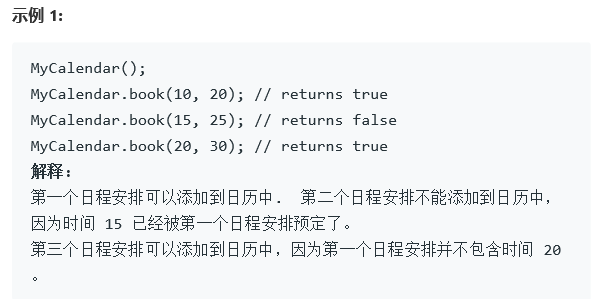 示例 1:
MyCalendar();
MyCalendar.book(10, 20); // returns true
MyCalendar.book(15, 25); // returns false
MyCalendar.book(20, 30); // returns true
解释：
第一个日程安排可以添加到日历中. 第二个日程安排不能添加到日历中，
因为时间 15 已经被第一个日程安排预定了。
第三个日程安排可以添加到日历中，因为第一个日程安排并不包含时间 20
。